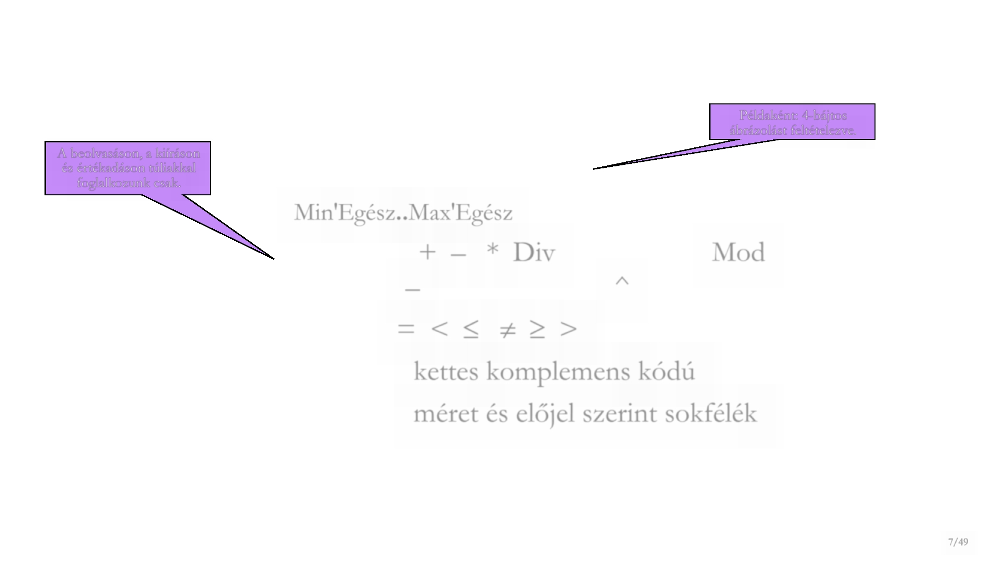 Példaként: 4-bájtos
ábrázolást feltételezve.
A beolvasáson, a kiíráson
és értékadáson túliakkal
foglalkozunk csak.
Min'Egész..Max'Egész
+ – * Div Mod
– ^
= < ≤ ≠ ≥ >
kettes komplemens kódú
méret és előjel szerint sokfélék
7/49